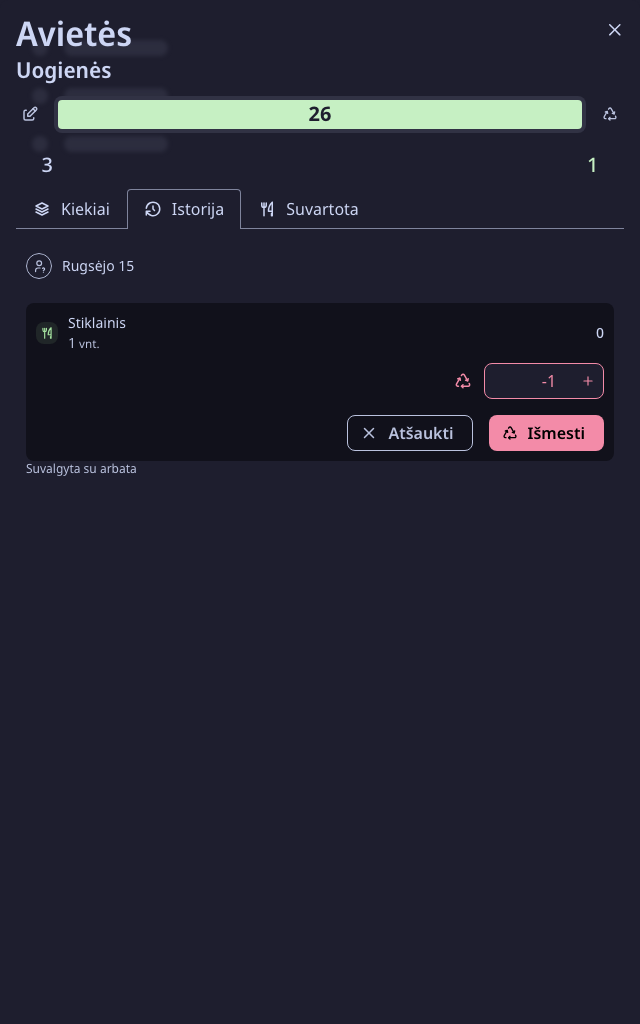 Avietės
Uogienės
26
3
1
Kiekiai
Istorija
Suvartota
Rugsėjo 15
Stiklainis
1 vnt.
0
-1
+
Atšaukti
Išmesti
Suvalgyta su arbata